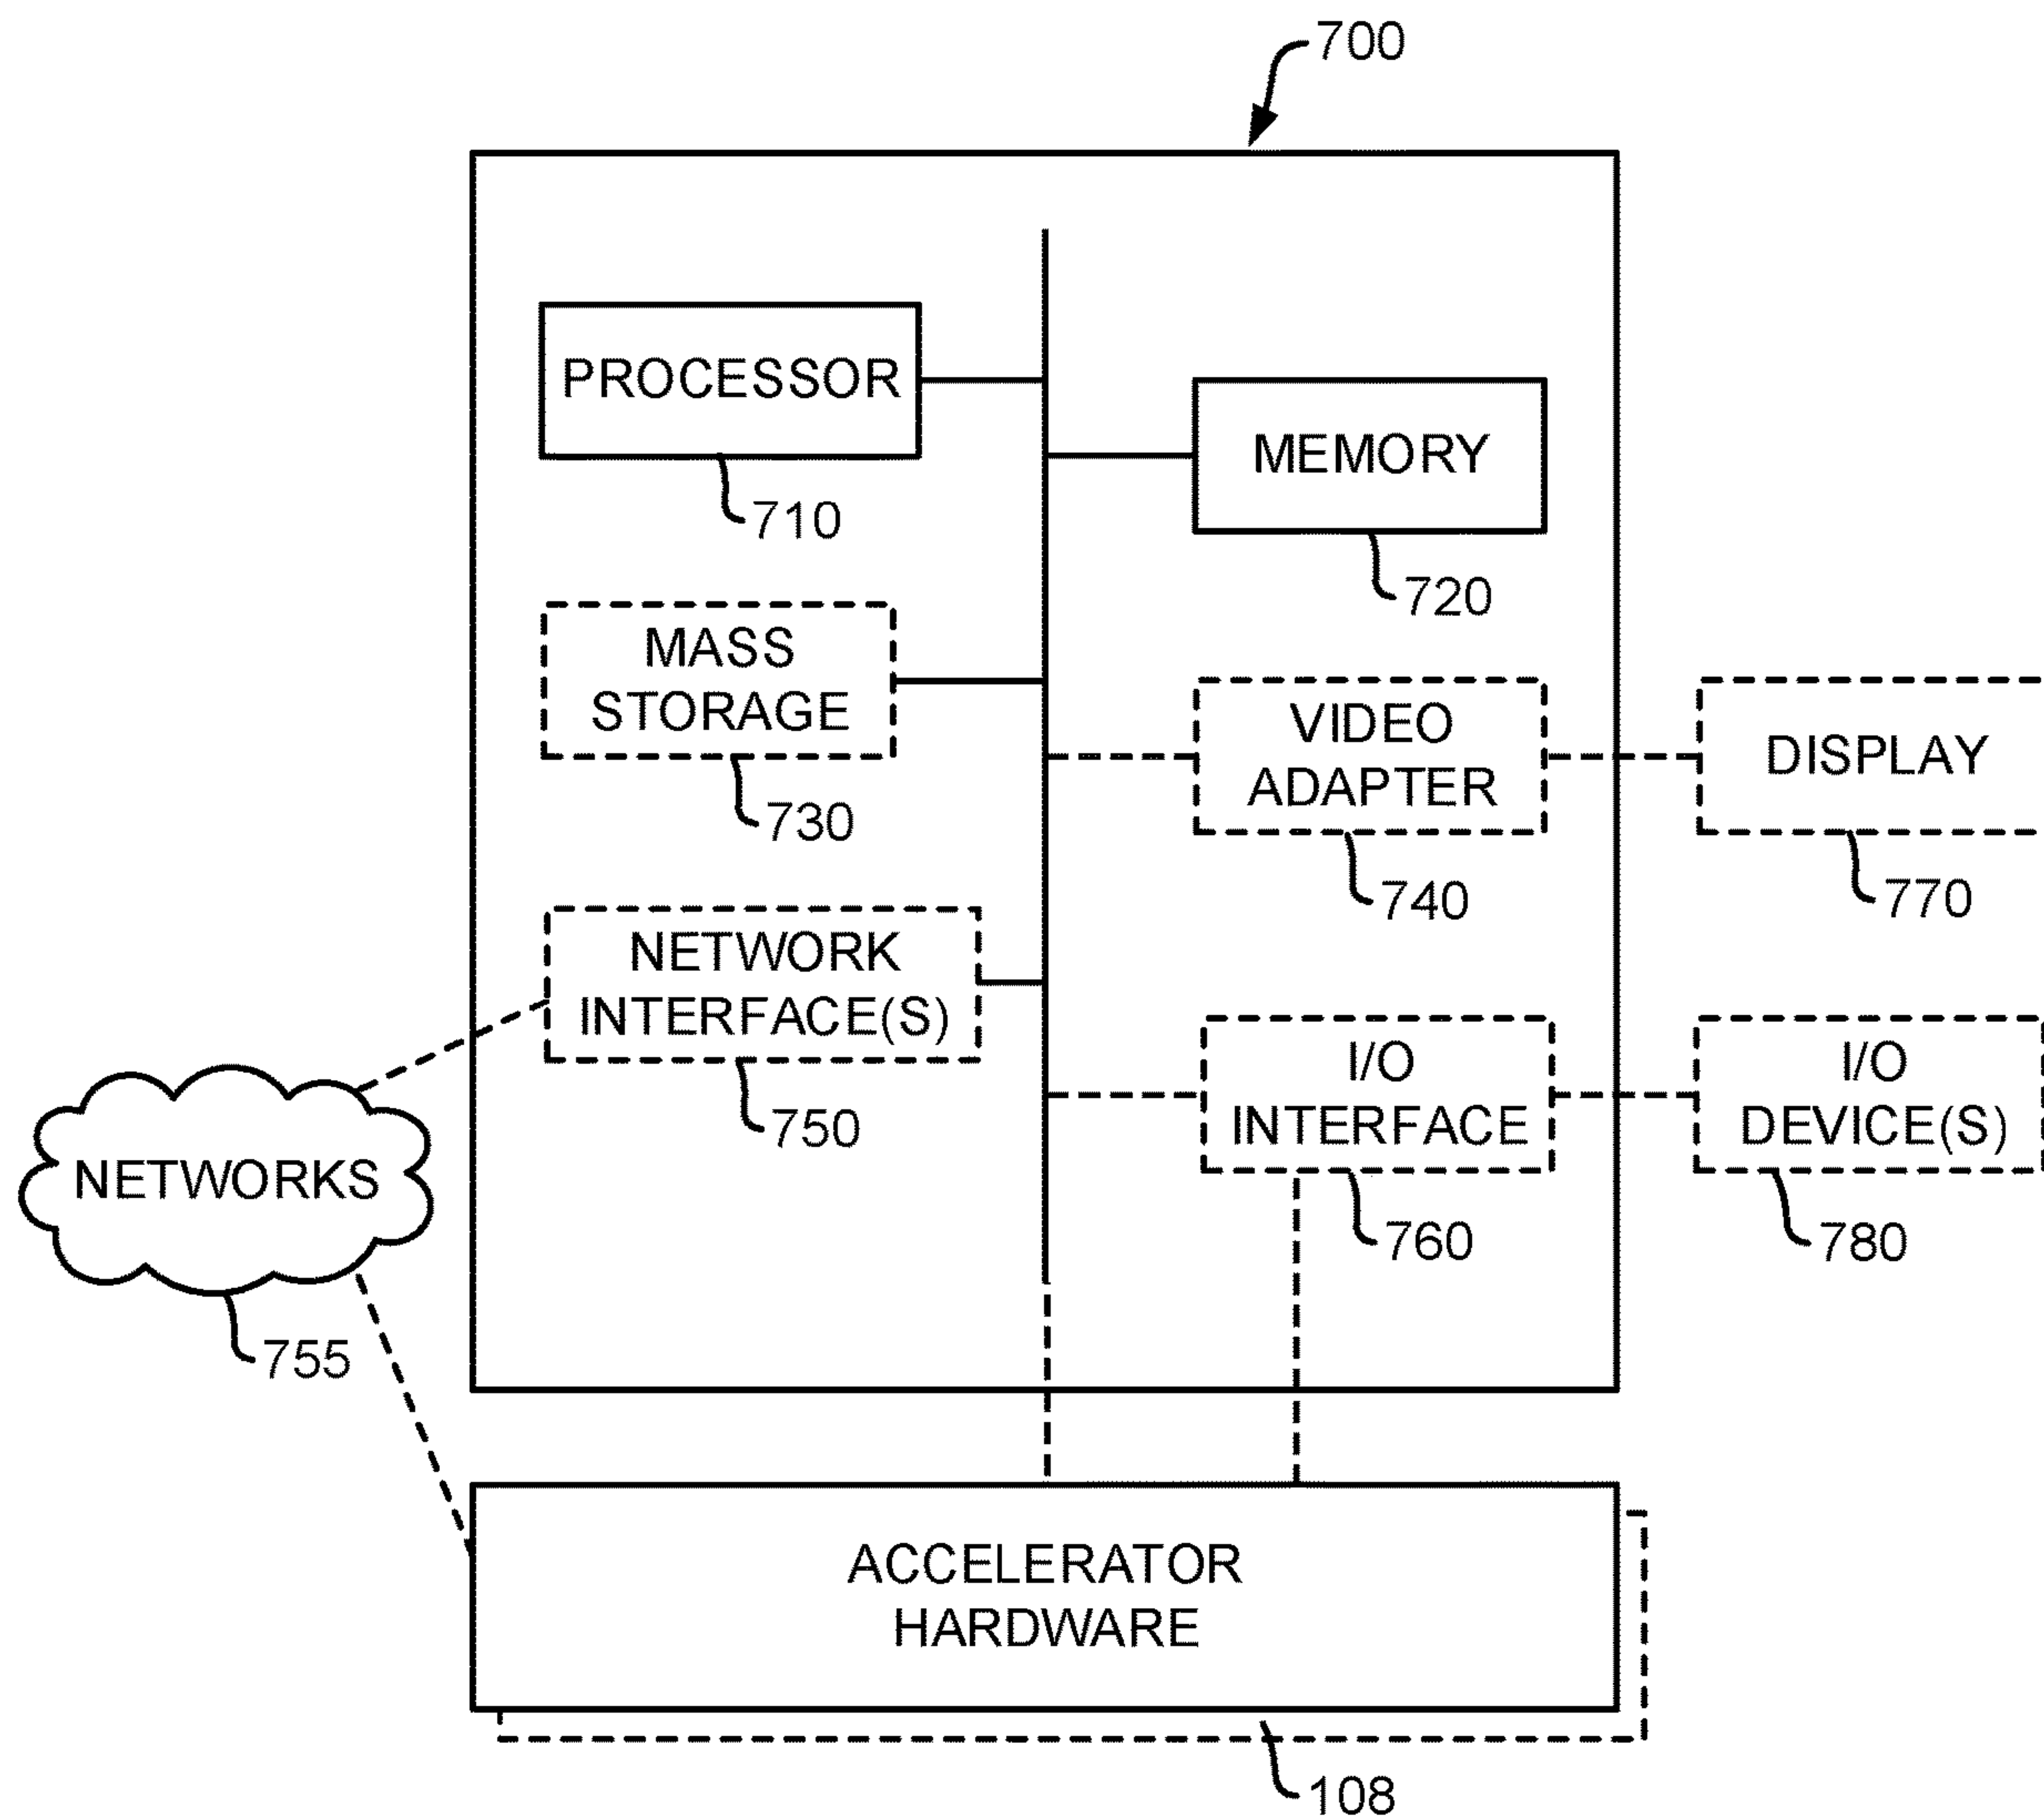 700
PROCESSOR
710
MEMORY
720
MASS
STORAGE
730
VIDEO
ADAPTER
740
DISPLAY
770
NETWORK
INTERFACE(S)
750
I/O
INTERFACE
760
I/O
DEVICE(S)
780
NETWORKS
755
ACCELERATOR
HARDWARE
108